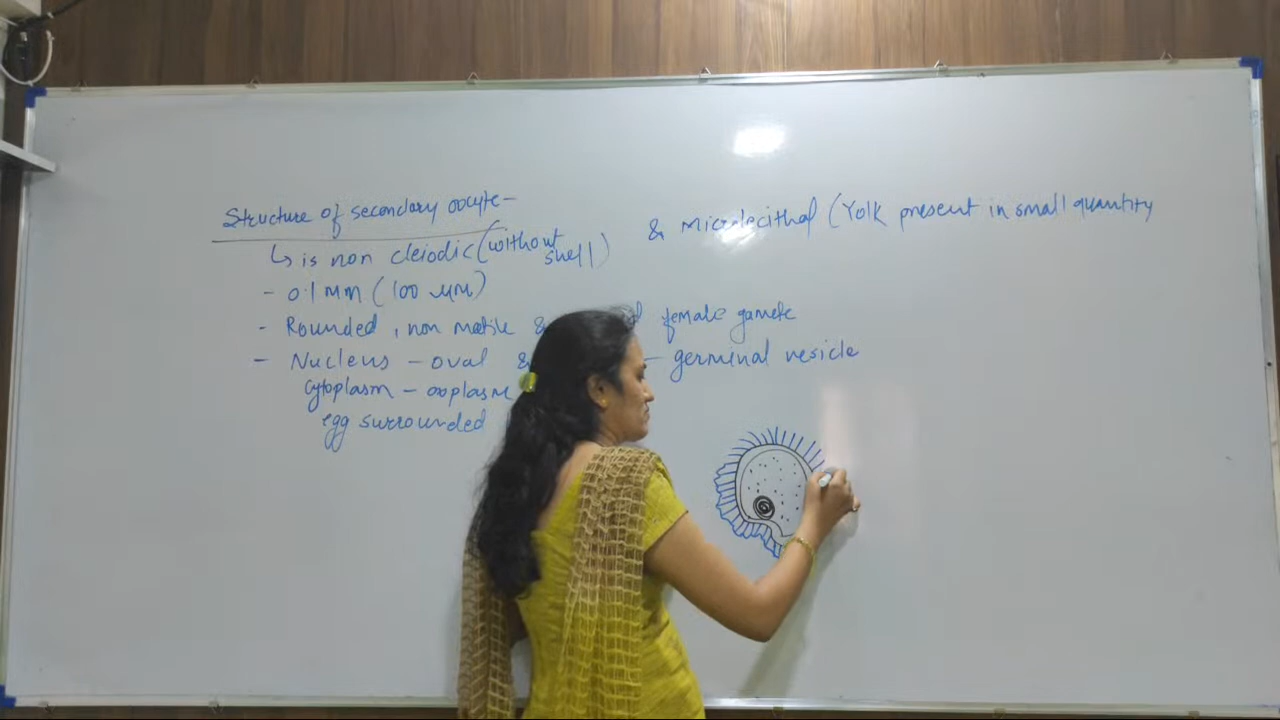 Structure of secondary oocyte-
↳ is non cleiodic (without shell) & microlecithal (Yolk present in small quantity
- 0.1 mm (100 µm)
- Rounded, non motile & female gamete
- Nucleus - oval & - germinal vesicle
Cytoplasm - ooplasm
egg surrounded